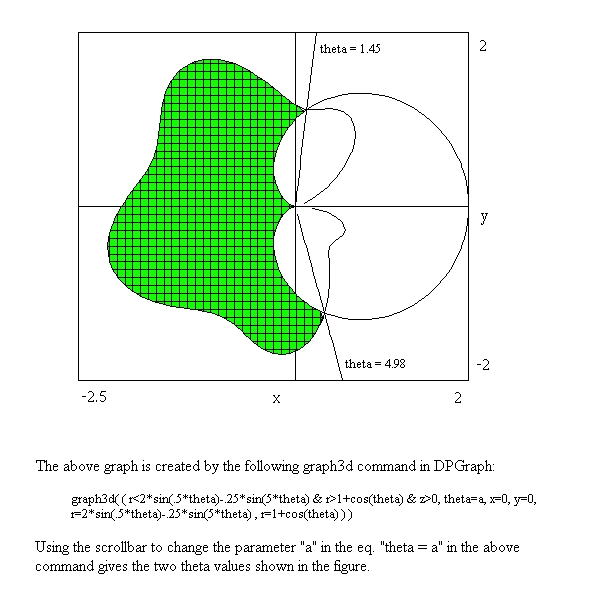 theta = 1.45
2
y
theta = 4.98
-2
-2.5
x
2
The above graph is created by the following graph3d command in DPGraph:
graph3d( ( r<2*sin(.5*theta)-.25*sin(5*theta) & r>1+cos(theta) & z>0, theta=a, x=0, y=0,
r=2*sin(.5*theta)-.25*sin(5*theta) , r=1+cos(theta) ) )
Using the scrollbar to change the parameter "a" in the eq. "theta = a" in the above
command gives the two theta values shown in the figure.